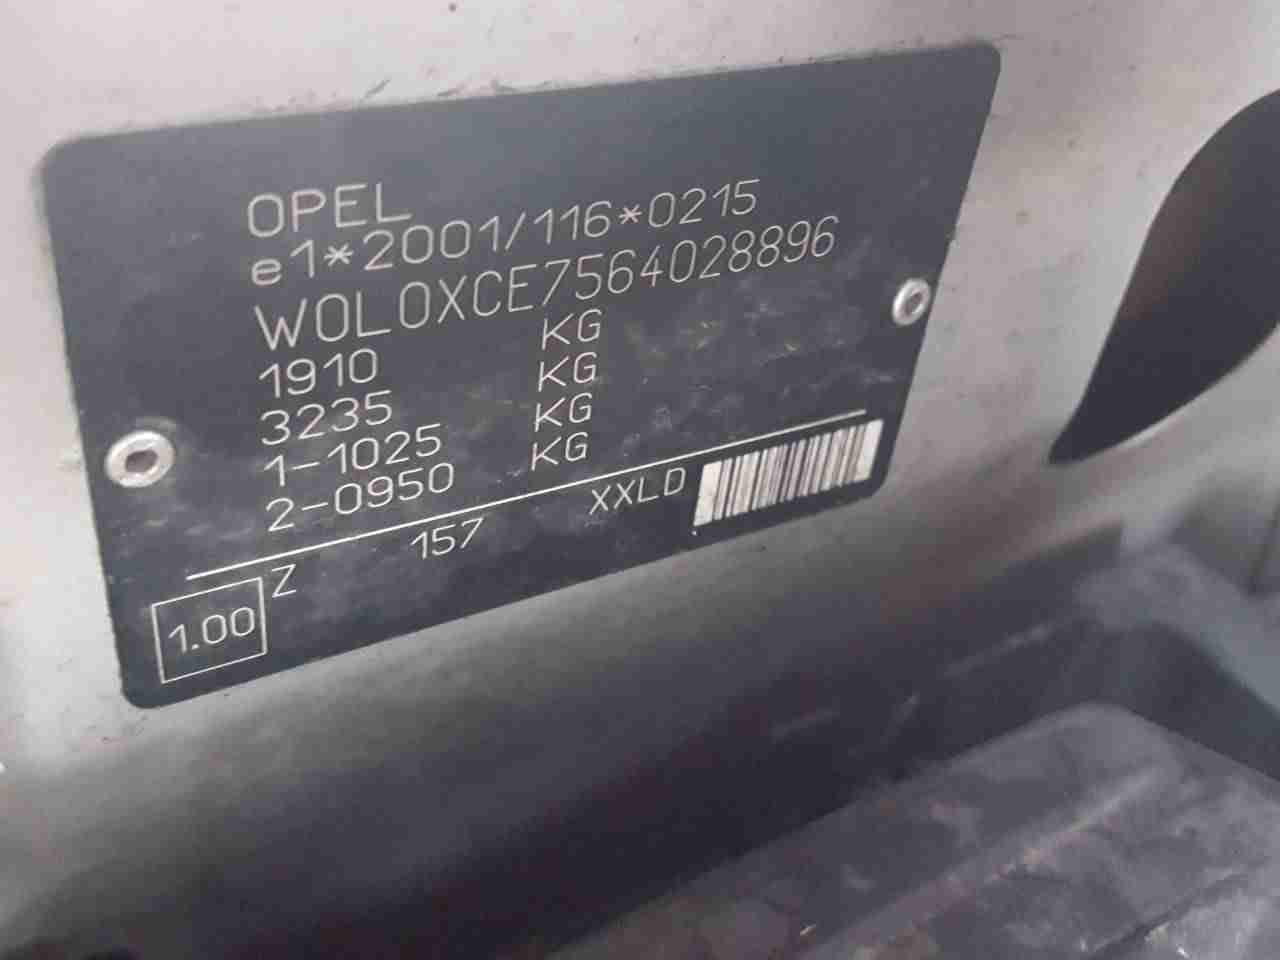 OPEL
e1*2001/116*0215
W0L0XCE7564028896
1910 KG
3235 KG
1-1025 KG
2-0950 KG
Z 157 XXLD
1.00